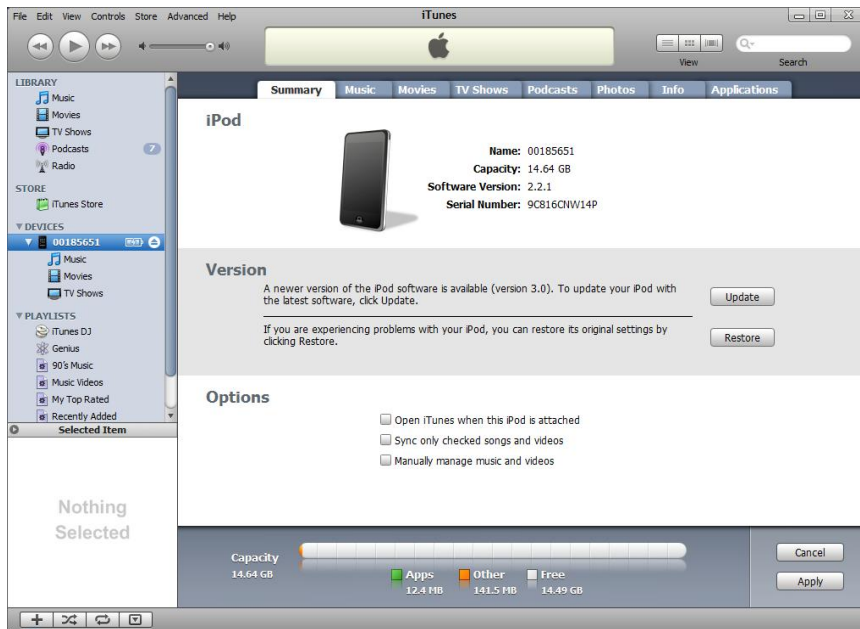 File Edit View Controls Store Advanced Help
iTunes
View
Search
LIBRARY
Music
Movies
TV Shows
Podcasts 7
Radio
STORE
iTunes Store
DEVICES
00185651
Music
Movies
TV Shows
PLAYLISTS
iTunes DJ
Genius
90's Music
Music Videos
My Top Rated
Recently Added
Selected Item
Nothing
Selected
Summary Music Movies TV Shows Podcasts Photos Info Applications
iPod
Name: 00185651
Capacity: 14.64 GB
Software Version: 2.2.1
Serial Number: 9C816CNW14P
Version
A newer version of the iPod software is available (version 3.0). To update your iPod with
the latest software, click Update.
Update
If you are experiencing problems with your iPod, you can restore its original settings by
clicking Restore.
Restore
Options
Open iTunes when this iPod is attached
Sync only checked songs and videos
Manually manage music and videos
Capacity
14.64 GB
Apps
12.4 MB
Other
141.5 MB
Free
14.49 GB
Cancel
Apply